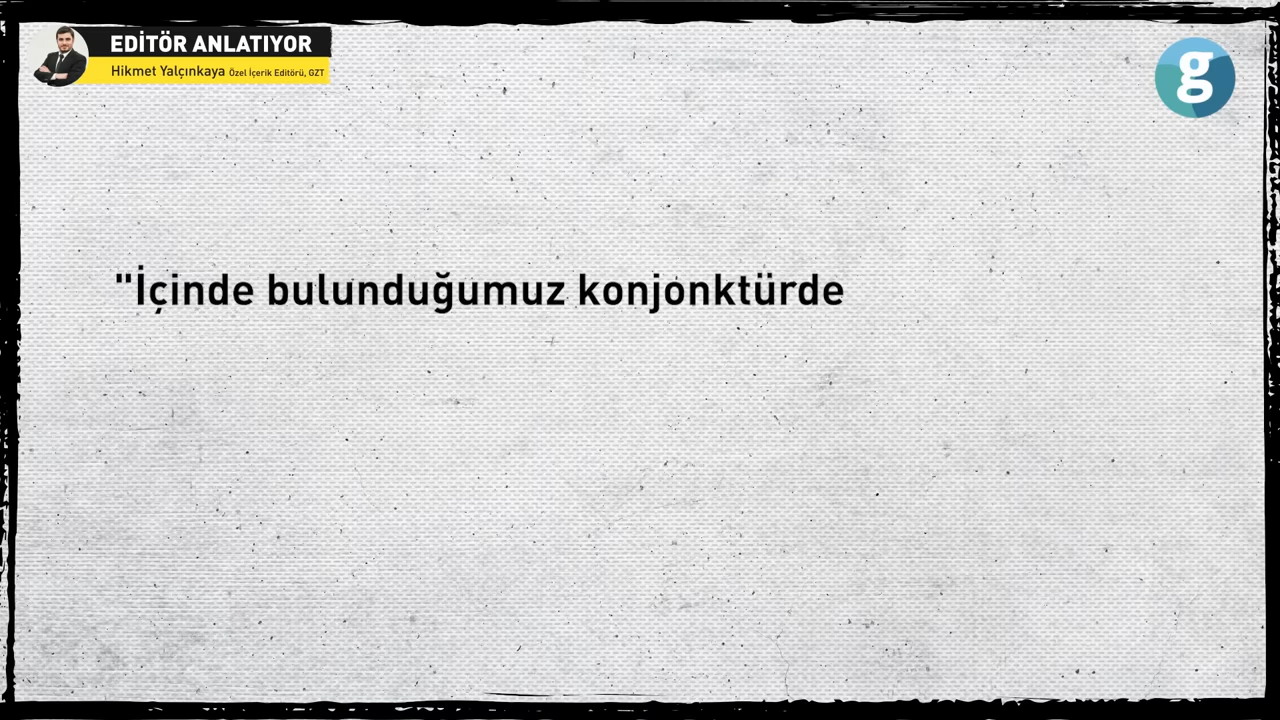 EDİTÖR ANLATIYOR
Hikmet Yalçınkaya Özel İçerik Editörü, GZT
g
"İçinde bulunduğumuz konjonktürde